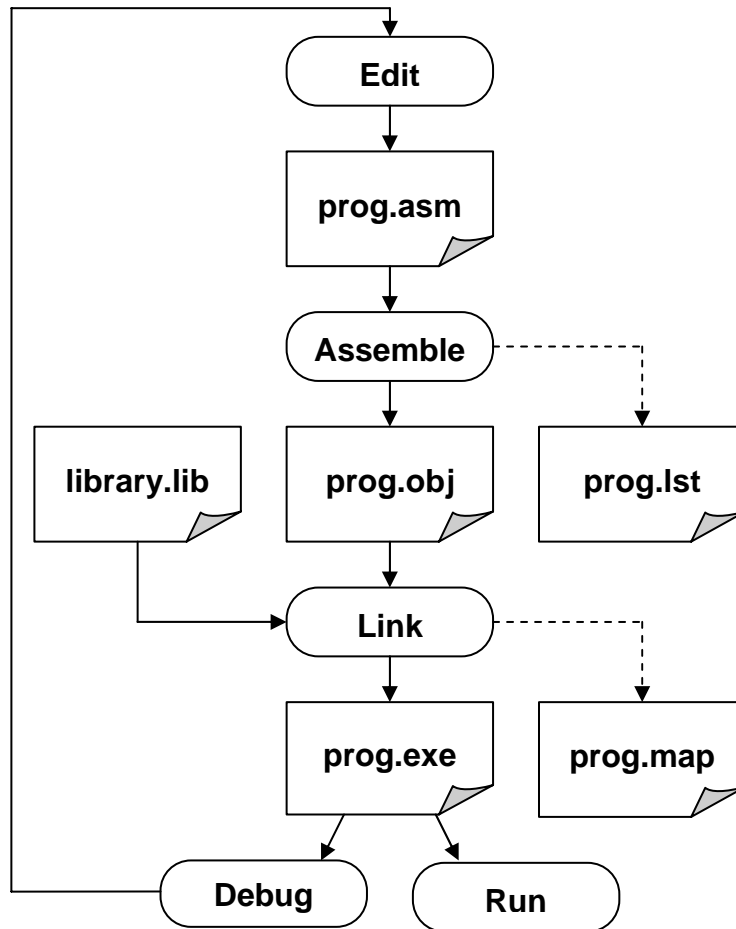 Edit
prog.asm
Assemble
library.lib
prog.obj
prog.lst
Link
prog.exe
prog.map
Debug
Run